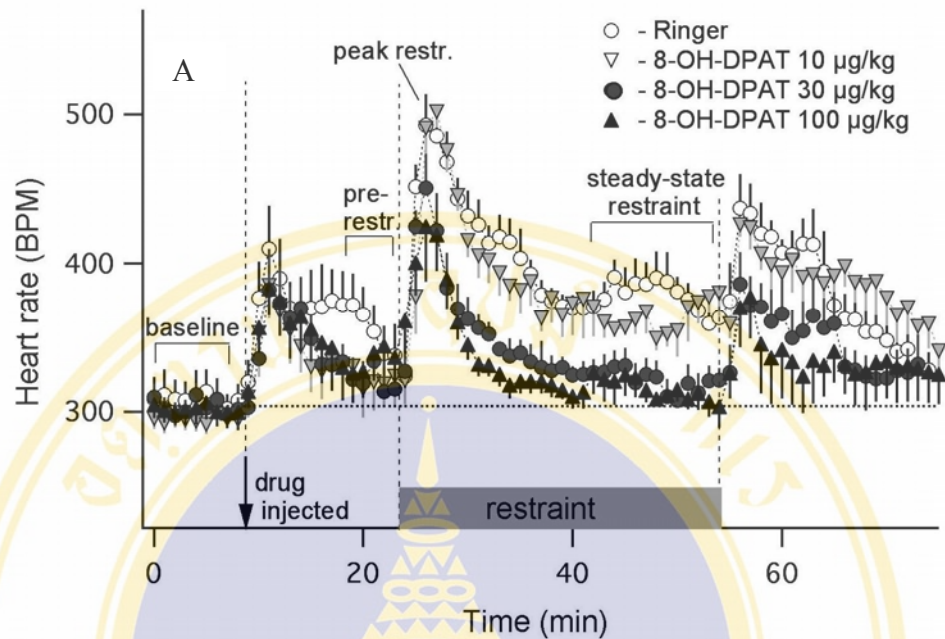 A
peak restr.
- Ringer
- 8-OH-DPAT 10 µg/kg
- 8-OH-DPAT 30 µg/kg
- 8-OH-DPAT 100 µg/kg
500
400
300
Heart rate (BPM)
pre-
restr.
steady-state
restraint
baseline
drug
injected
restraint
0
20
40
60
Time (min)